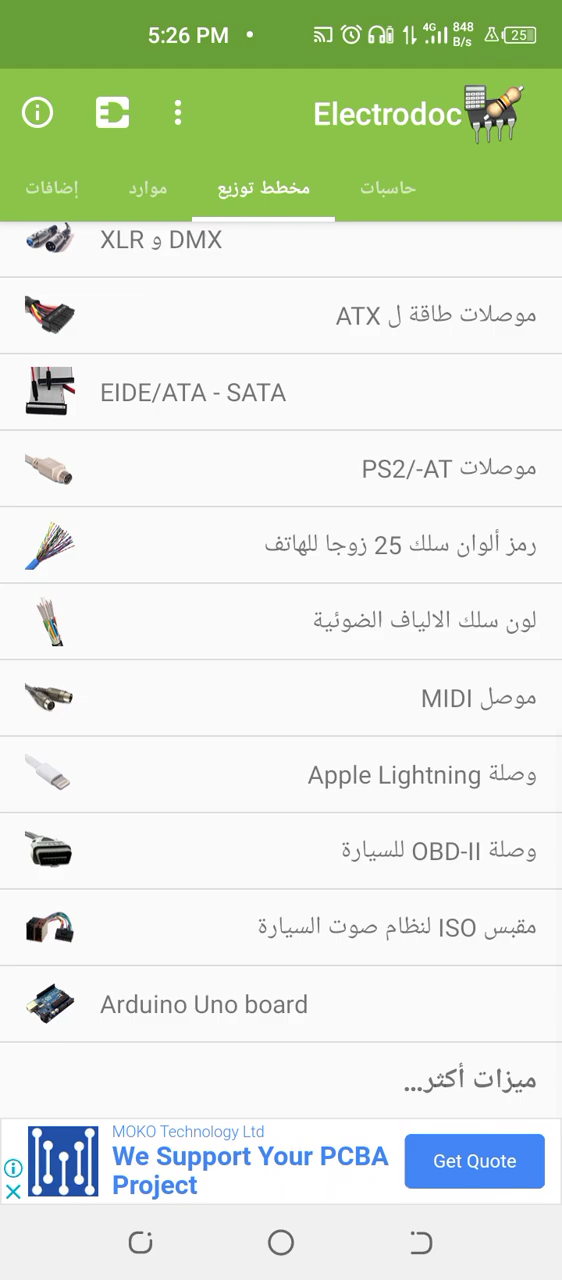 5:26 PM
4G 848 B/s 25
Electrodoc
حاسبات
مخطط توزيع
موارد
إضافات
XLR و DMX
موصلات طاقة ل ATX
EIDE/ATA - SATA
موصلات PS2/-AT
رمز ألوان سلك 25 زوجا للهاتف
لون سلك الالياف الضوئية
موصل MIDI
وصلة Apple Lightning
وصلة OBD-II للسيارة
مقبس ISO لنظام صوت السيارة
Arduino Uno board
ميزات أكثر...
MOKO Technology Ltd
We Support Your PCBA
Project
Get Quote